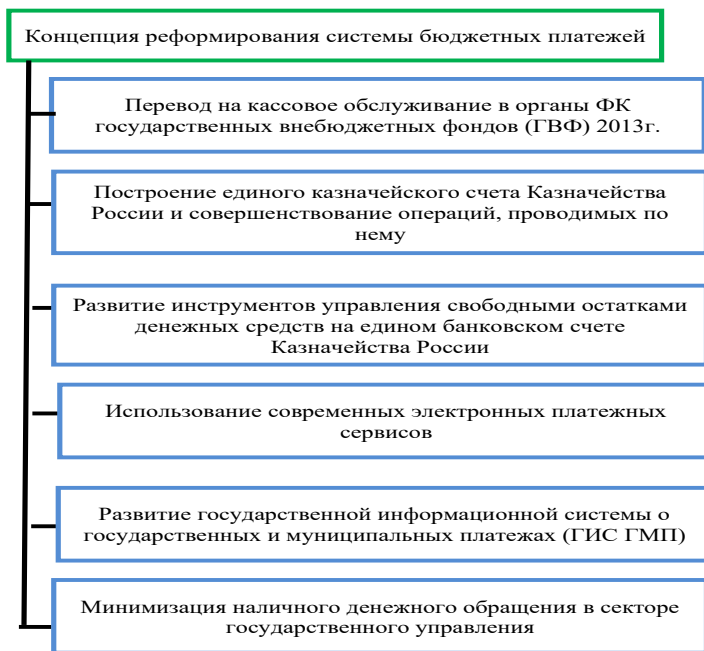 Концепция реформирования системы бюджетных платежей
Перевод на кассовое обслуживание в органы ФК
государственных внебюджетных фондов (ГВФ) 2013г.
Построение единого казначейского счета Казначейства
России и совершенствование операций, проводимых по
нему
Развитие инструментов управления свободными остатками
денежных средств на едином банковском счете
Казначейства России
Использование современных электронных платежных
сервисов
Развитие государственной информационной системы о
государственных и муниципальных платежах (ГИС ГМП)
Минимизация наличного денежного обращения в секторе
государственного управления